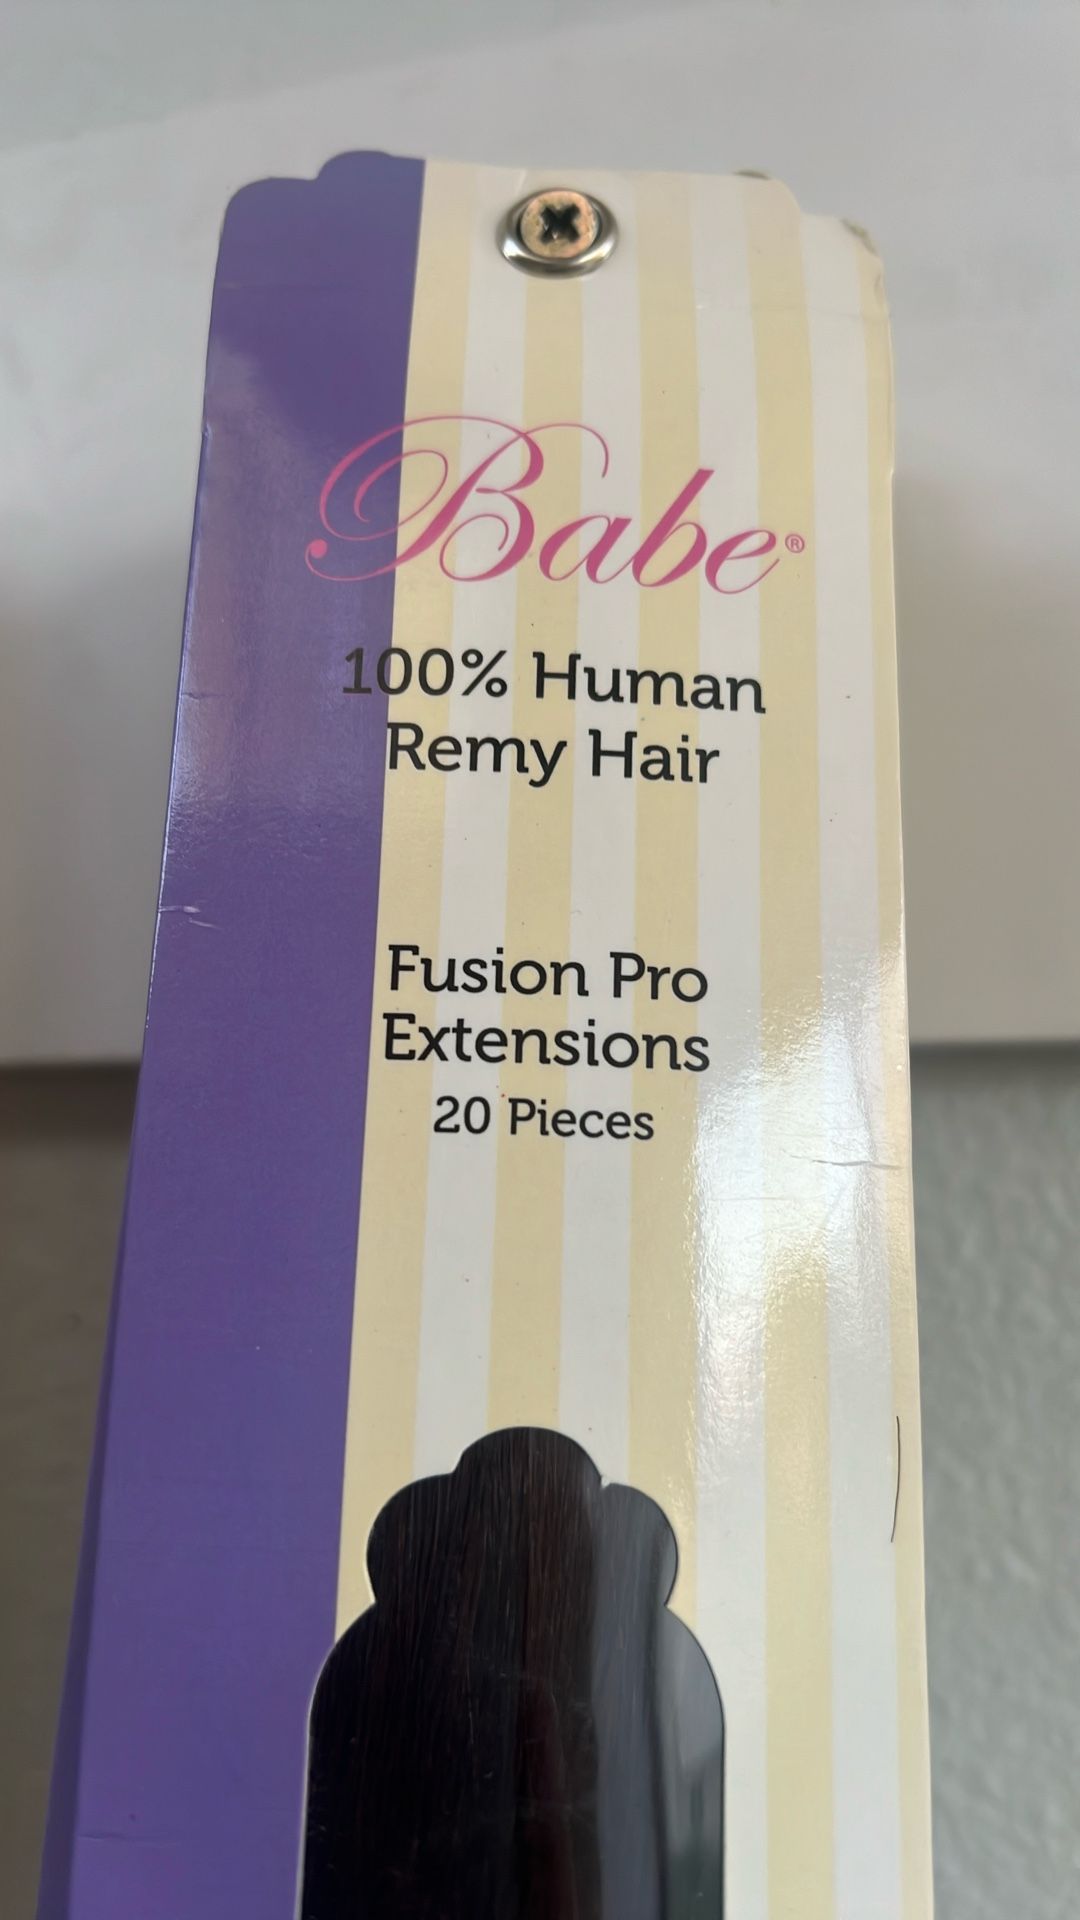 Babe®
100% Human
Remy Hair
Fusion Pro
Extensions
20 Pieces